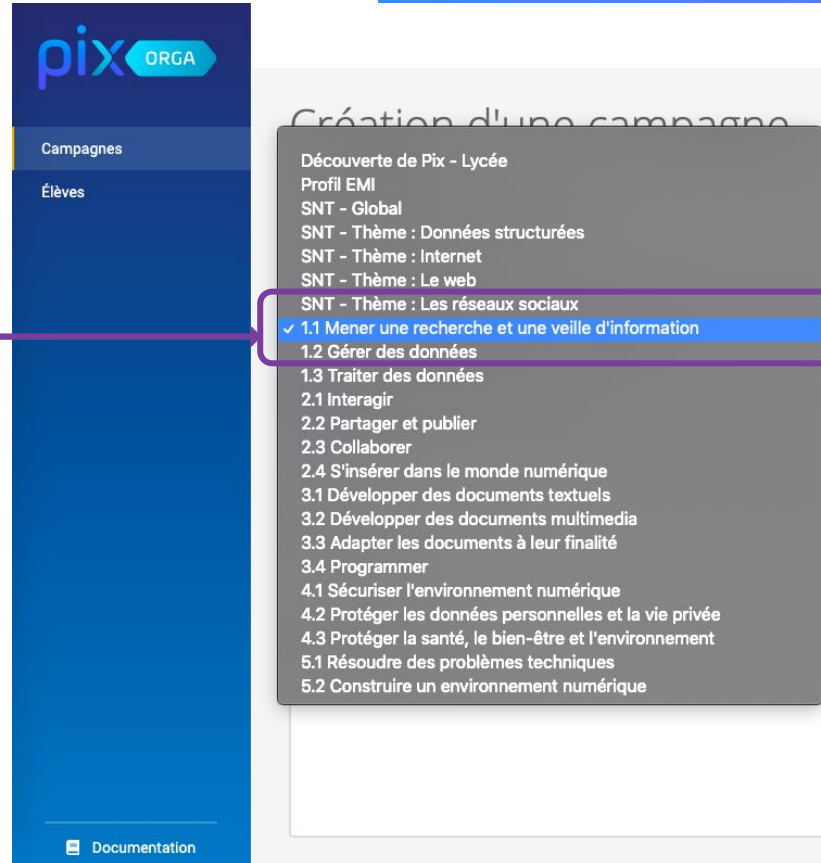 pix ORGA
Campagnes
Élèves
Création d'une campagne
Découverte de Pix - Lycée
Profil EMI
SNT - Global
SNT - Thème : Données structurées
SNT - Thème : Internet
SNT - Thème : Le web
SNT - Thème : Les réseaux sociaux
✓ 1.1 Mener une recherche et une veille d'information
1.2 Gérer des données
1.3 Traiter des données
2.1 Interagir
2.2 Partager et publier
2.3 Collaborer
2.4 S'insérer dans le monde numérique
3.1 Développer des documents textuels
3.2 Développer des documents multimedia
3.3 Adapter les documents à leur finalité
3.4 Programmer
4.1 Sécuriser l'environnement numérique
4.2 Protéger les données personnelles et la vie privée
4.3 Protéger la santé, le bien-être et l'environnement
5.1 Résoudre des problèmes techniques
5.2 Construire un environnement numérique
Documentation